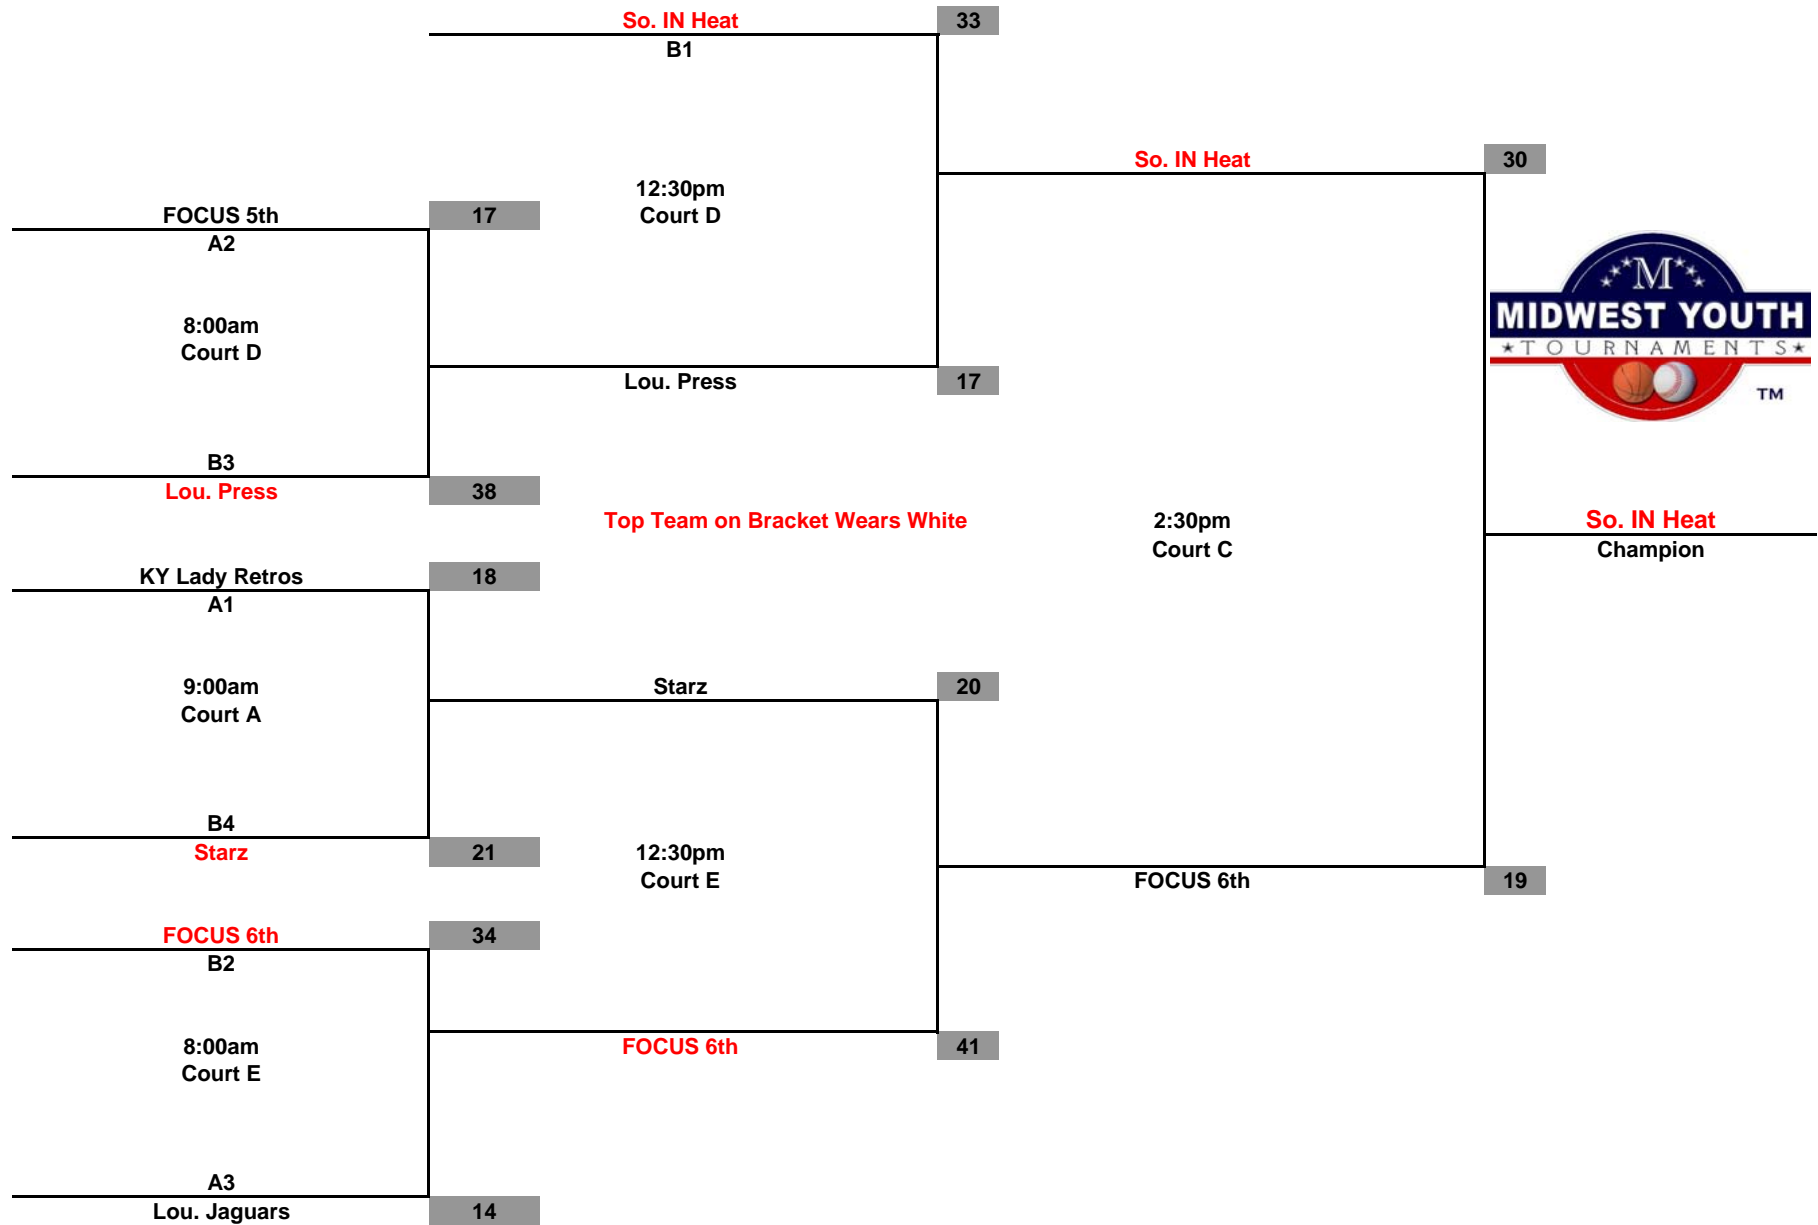 So. IN Heat 33
B1
So. IN Heat 30
12:30pm
Court D
FOCUS 5th 17
A2
M
MIDWEST YOUTH
TOURNAMENTS
TM
8:00am
Court D
Lou. Press 17
B3
Lou. Press 38
Top Team on Bracket Wears White
2:30pm
Court C
So. IN Heat
Champion
KY Lady Retros 18
A1
9:00am
Court A
Starz 20
B4
Starz 21
12:30pm
Court E
FOCUS 6th 19
FOCUS 6th 34
B2
8:00am
Court E
FOCUS 6th 41
A3
Lou. Jaguars 14